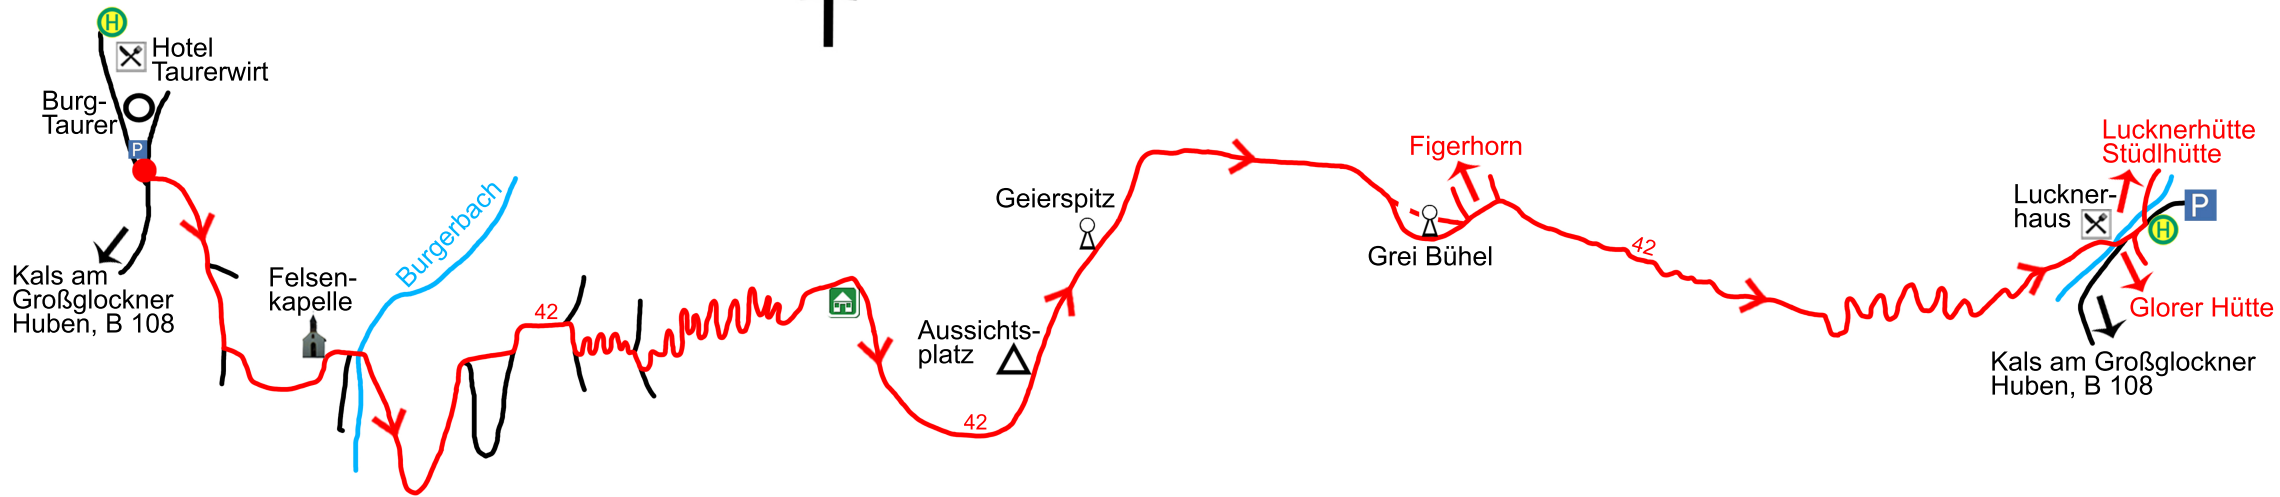 H
Hotel
Taurerwirt
Burg-
Taurer
P
Kals am
Großglockner
Huben, B 108
Felsen-
kapelle
Burgerbach
42
Aussichts-
platz
42
Geierspitz
Figerhorn
Grei Bühel
42
Lucknerhütte
Stüdlhütte
Luckner-
haus
P
H
Glorer Hütte
Kals am Großglockner
Huben, B 108